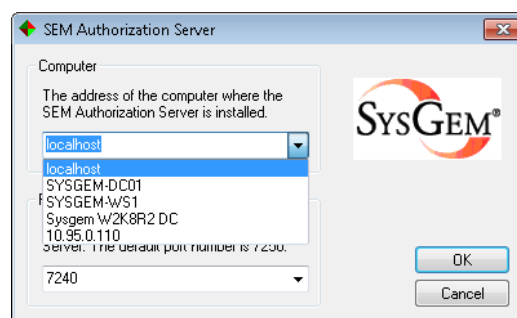 SEM Authorization Server
Computer
The address of the computer where the
SEM Authorization Server is installed.
localhost
localhost
SYSGEM-DC01
SYSGEM-WS1
Sysgem W2K8R2 DC
10.95.0.110
Server. The default port number is 7250.
7240
SYSGEM®
OK
Cancel